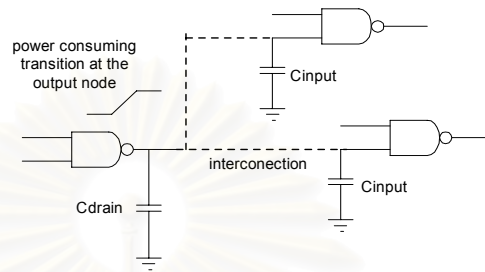 power consuming
transition at the
output node
Cinput
interconection
Cdrain
Cinput